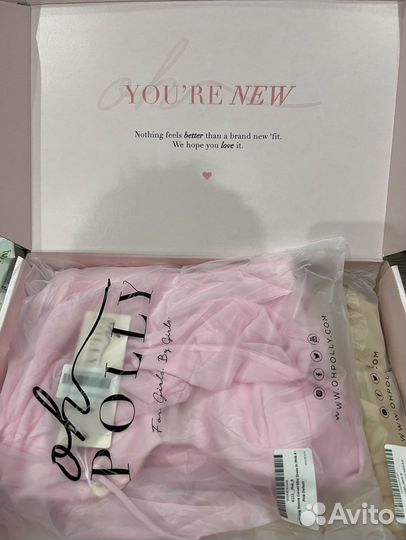 oh
YOU'RE NEW
Nothing feels better than a brand new 'fit.
We hope you love it.
oh
POLLY
For Girls, By Girls
WWW.OHPOLLY.COM
.COM
WWW.OHPOLLY
Avito